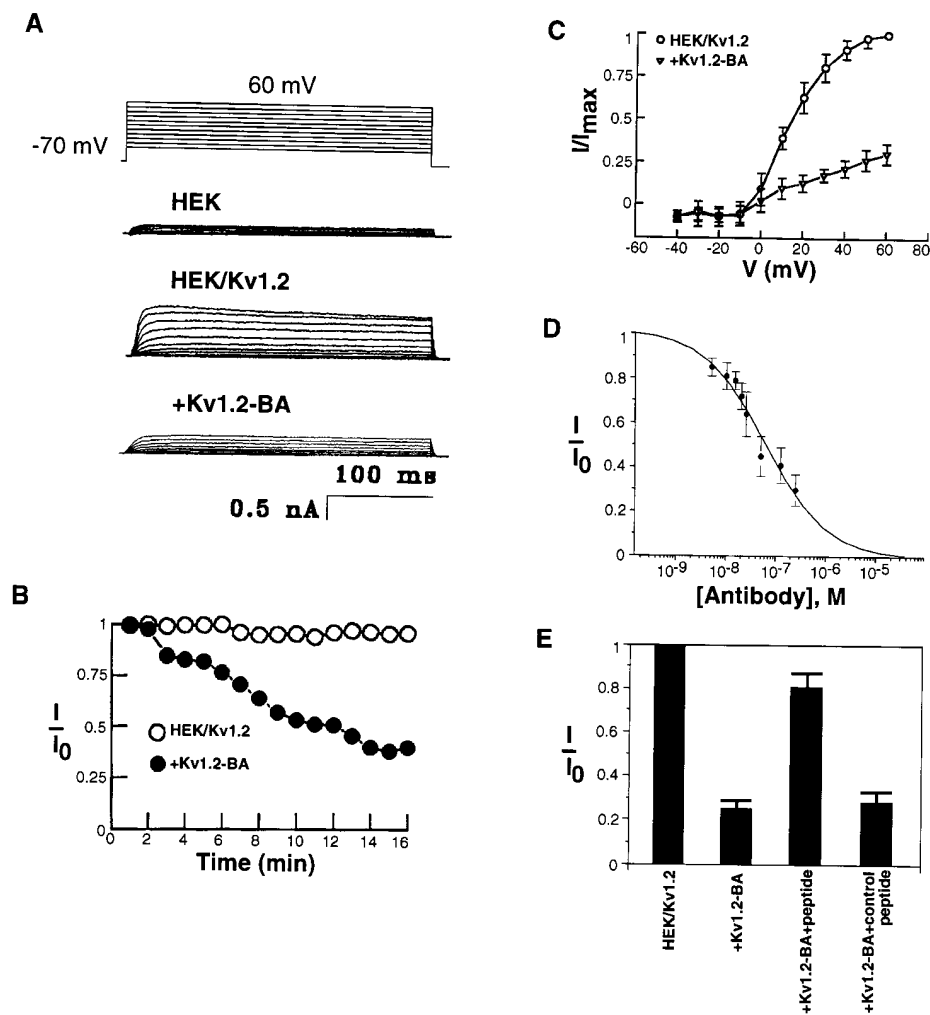 A
60 mV
-70 mV
HEK
HEK/Kv1.2
+Kv1.2-BA
100 ms
0.5 nA
B
1
0.75
0.5
0.25
0
I
I0
HEK/Kv1.2
+Kv1.2-BA
0 2 4 6 8 10 12 14 16
Time (min)
C
1
0.75
0.50
0.25
0
I/Imax
HEK/Kv1.2
+Kv1.2-BA
-60 -40 -20 0 20 40 60 80
V (mV)
D
1
0.8
0.6
0.4
0.2
0
I
I0
10-9 10-8 10-7 10-6 10-5
[Antibody], M
E
1
0.8
0.6
0.4
0.2
0
I
I0
HEK/Kv1.2
+Kv1.2-BA
+Kv1.2-BA+peptide
+Kv1.2-BA+control
peptide